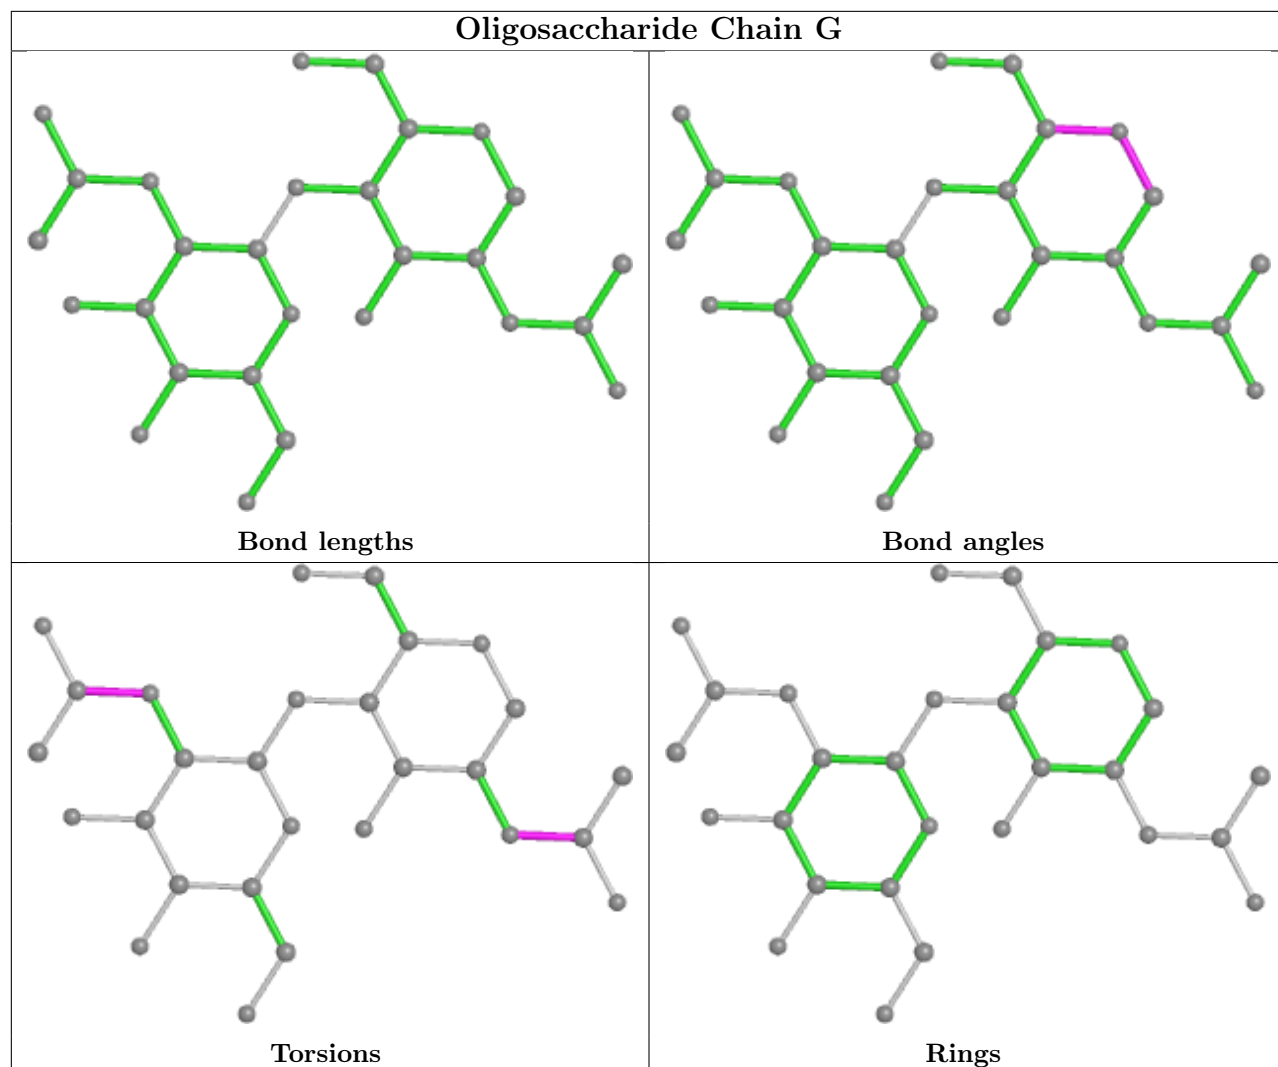 Oligosaccharide Chain G
Bond lengths
Bond angles
Torsions
Rings